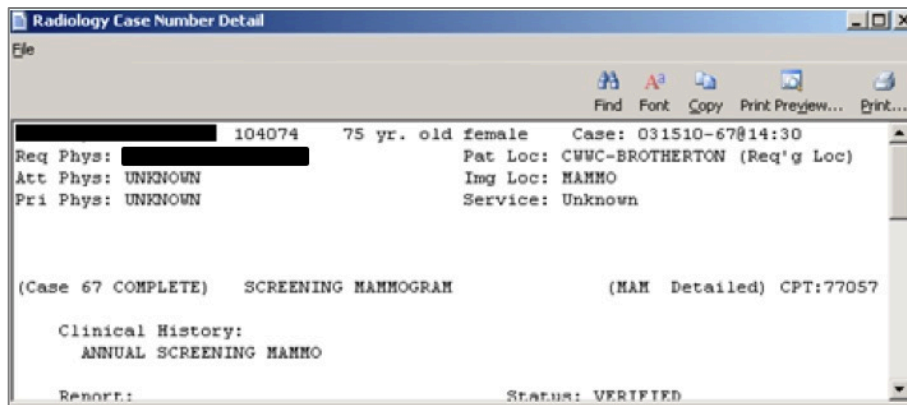 Radiology Case Number Detail
File
Find Font Copy Print Preview... Print...
104074 75 yr. old female Case: 031510-67@14:30
Req Phys: Pat Loc: CWWC-BROTHERTON (Req'g Loc)
Att Phys: UNKNOWN Img Loc: MAMMO
Pri Phys: UNKNOWN Service: Unknown
(Case 67 COMPLETE) SCREENING MAMMOGRAM (MAM Detailed) CPT:77057
Clinical History:
ANNUAL SCREENING MAMMO
Report: Status: VERIFIED